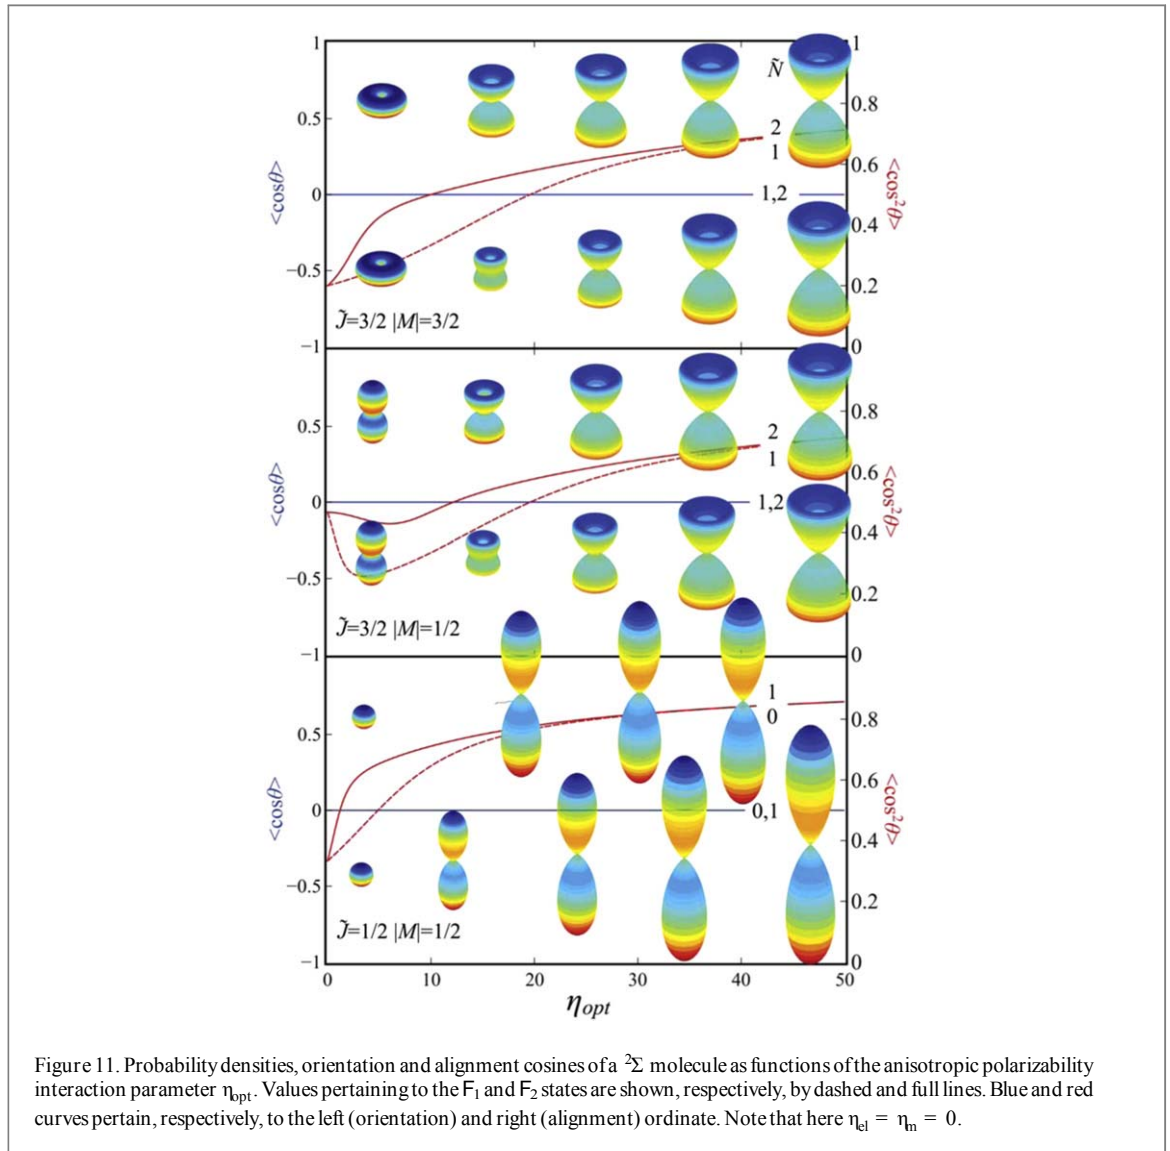 1 1
Ñ
0.5 0.8
2
1
0.6
<cosθ> 0 1,2 <cos²θ>
0.4
−0.5 0.2
J̃=3/2 |M|=3/2
−1 0
0.5 0.8
2
1
0.6
<cosθ> 0 1,2 <cos²θ>
0.4
−0.5
0.2
J̃=3/2 |M|=1/2
−1 0
1
0.5 0 0.8
0.6
<cosθ> 0 0,1 <cos²θ>
0.4
−0.5 0.2
J̃=1/2 |M|=1/2
−1 0
0 10 20 30 40 50
η_opt
Figure 11. Probability densities, orientation and alignment cosines of a ²Σ molecule as functions of the anisotropic polarizability
interaction parameter η_opt. Values pertaining to the F₁ and F₂ states are shown, respectively, by dashed and full lines. Blue and red
curves pertain, respectively, to the left (orientation) and right (alignment) ordinate. Note that here η_el = η_m = 0.